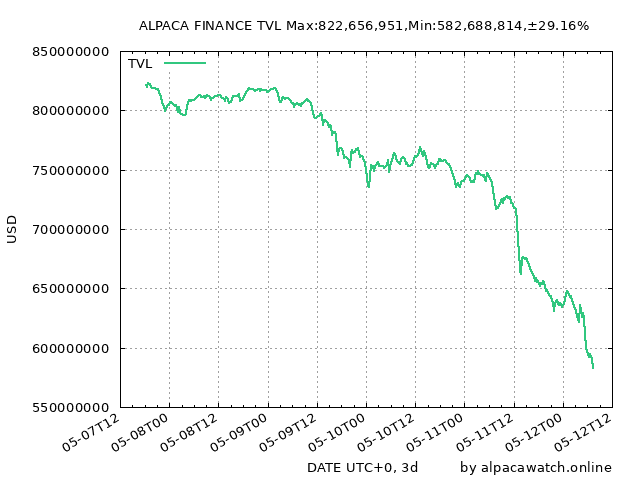 ALPACA FINANCE TVL Max:822,656,951,Min:582,688,814,±29.16%
TVL
850000000
800000000
750000000
700000000
650000000
600000000
550000000
USD
05-07T12
05-08T00
05-08T12
05-09T00
05-09T12
05-10T00
05-10T12
05-11T00
05-11T12
05-12T00
05-12T12
DATE UTC+0, 3d
by alpacawatch.online